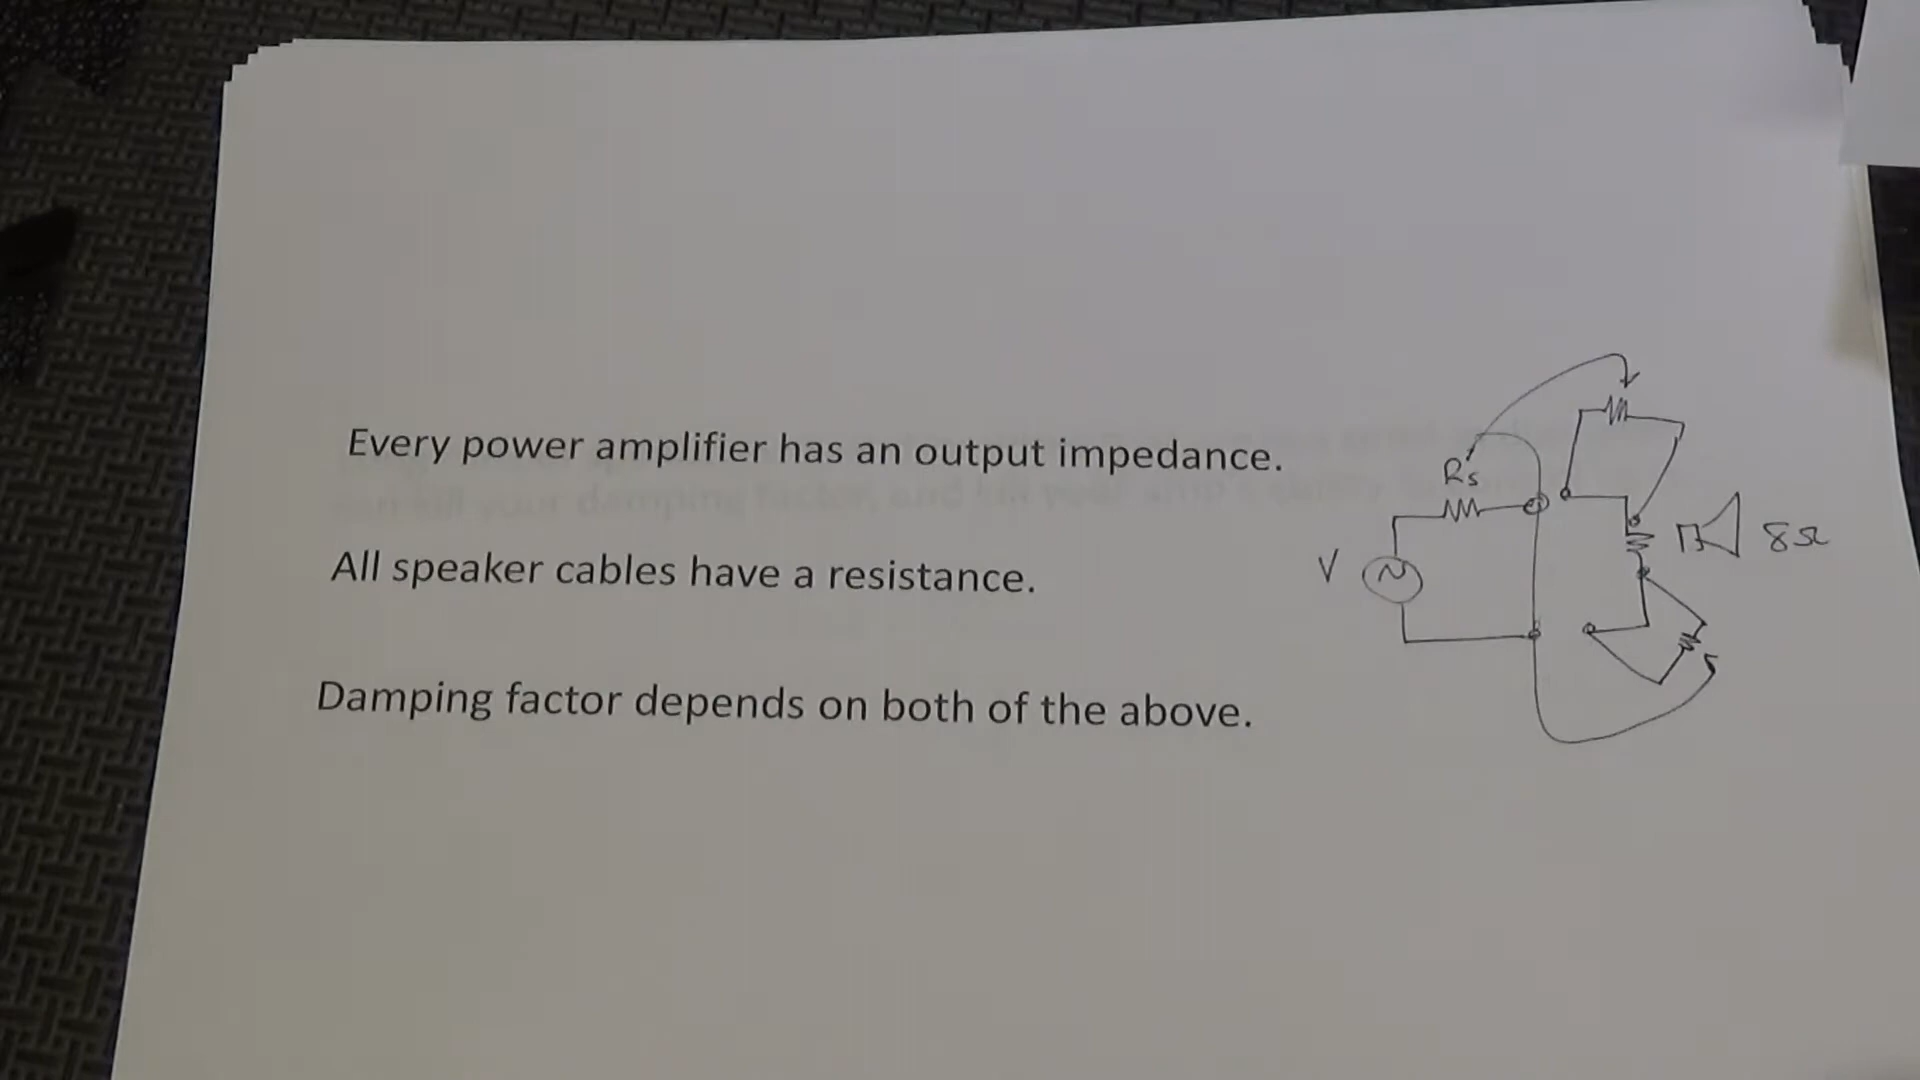 Every power amplifier has an output impedance.
All speaker cables have a resistance.
Damping factor depends on both of the above.
Rs
V
8Ω